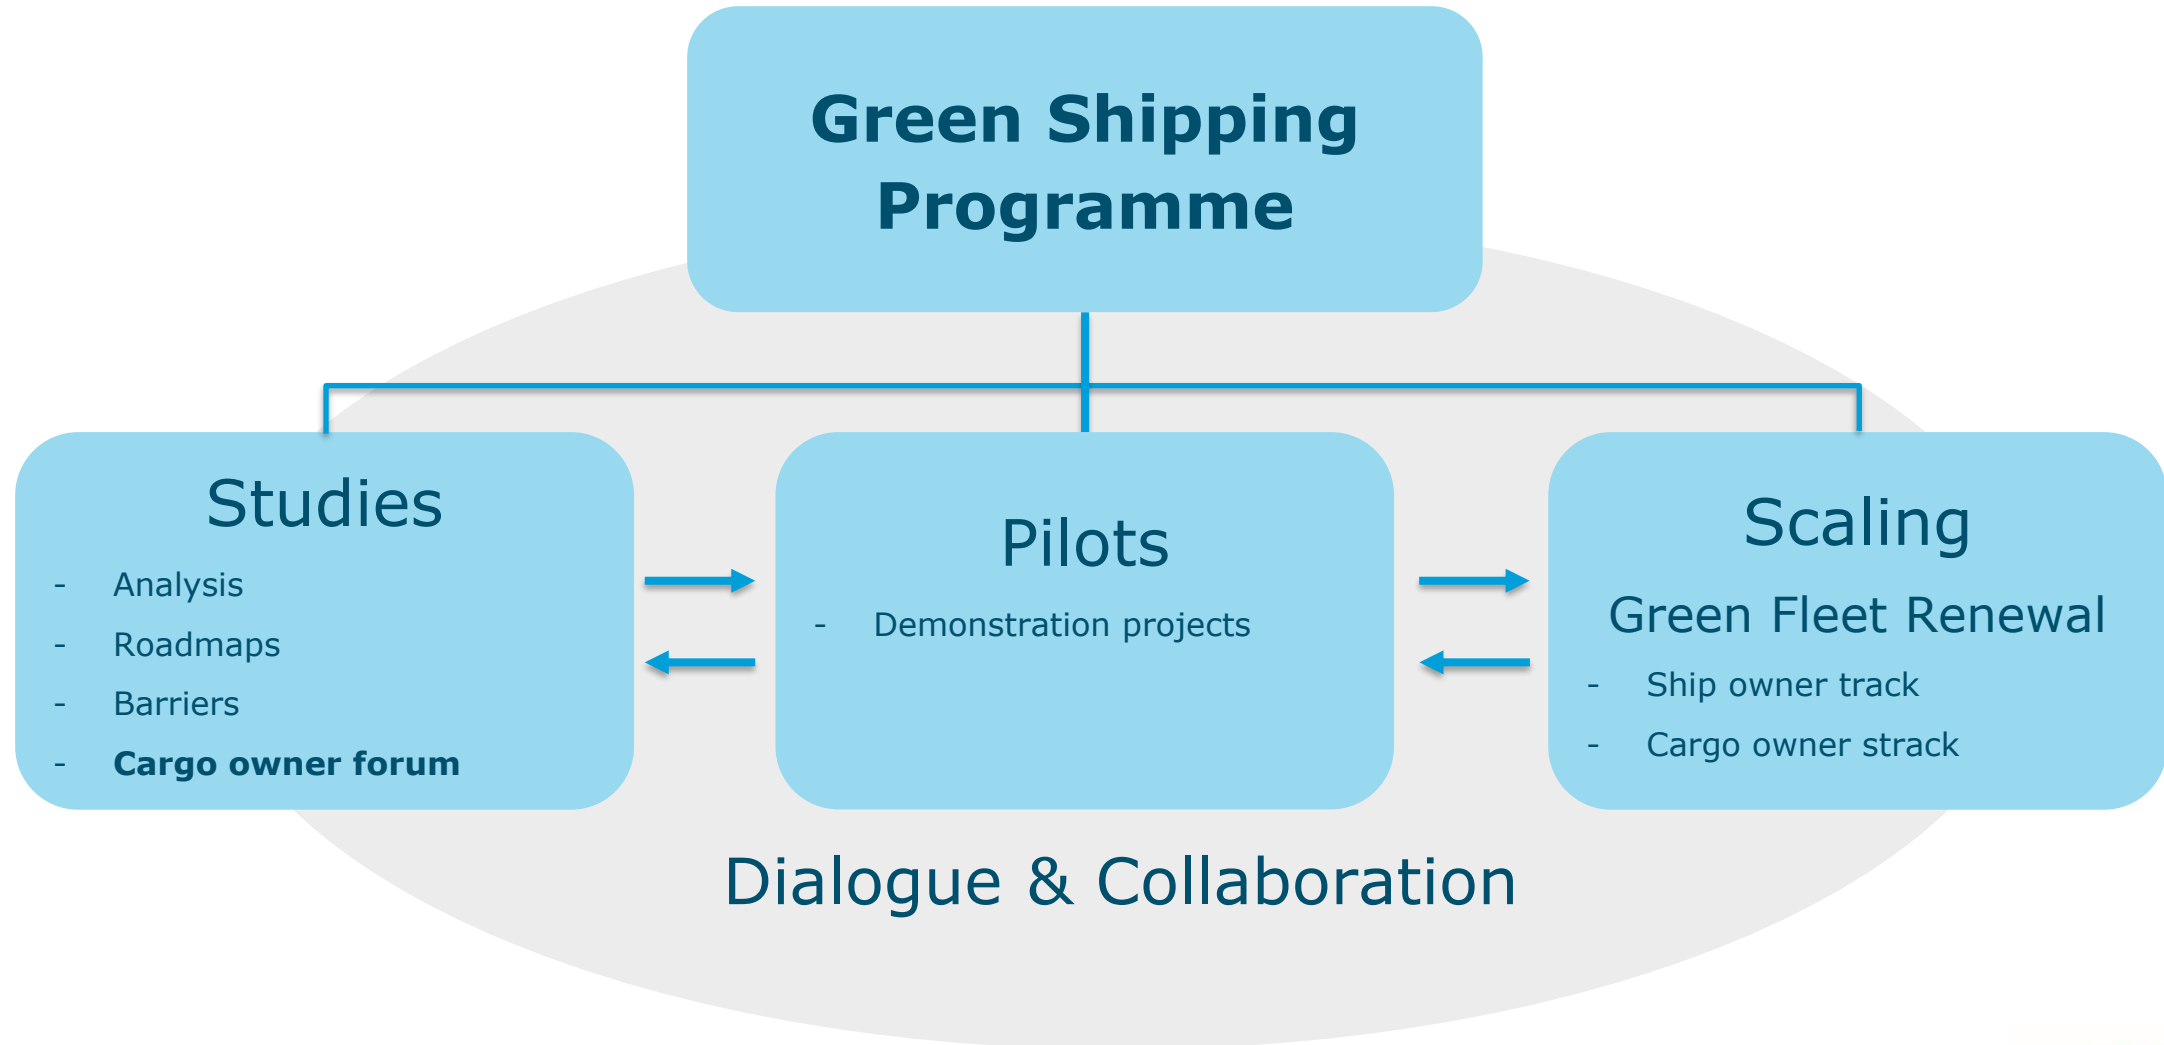 Green Shipping
Programme
Studies
- Analysis
- Roadmaps
- Barriers
- Cargo owner forum
Pilots
- Demonstration projects
Scaling
Green Fleet Renewal
- Ship owner track
- Cargo owner strack
Dialogue & Collaboration